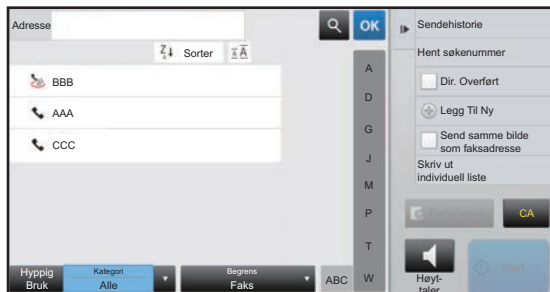 Adresse
OK
Sorter
BBB
AAA
CCC
A
D
G
J
M
P
T
W
Hyppig
Bruk
Kategori
Alle
Begrens
Faks
ABC
Sendehistorie
Hent søkenummer
Dir. Overført
Legg Til Ny
Send samme bilde
som faksadresse
Skriv ut
individuell liste
CA
Høyt-
taler
Start